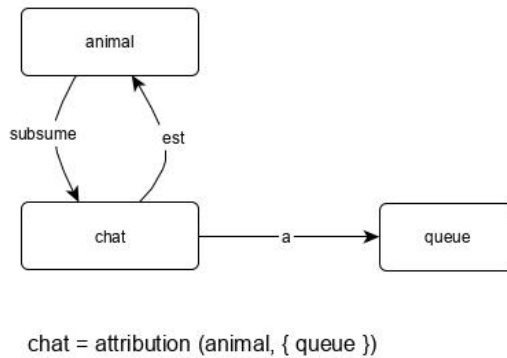 animal
subsume
est
chat
a
queue
chat = attribution (animal, { queue })